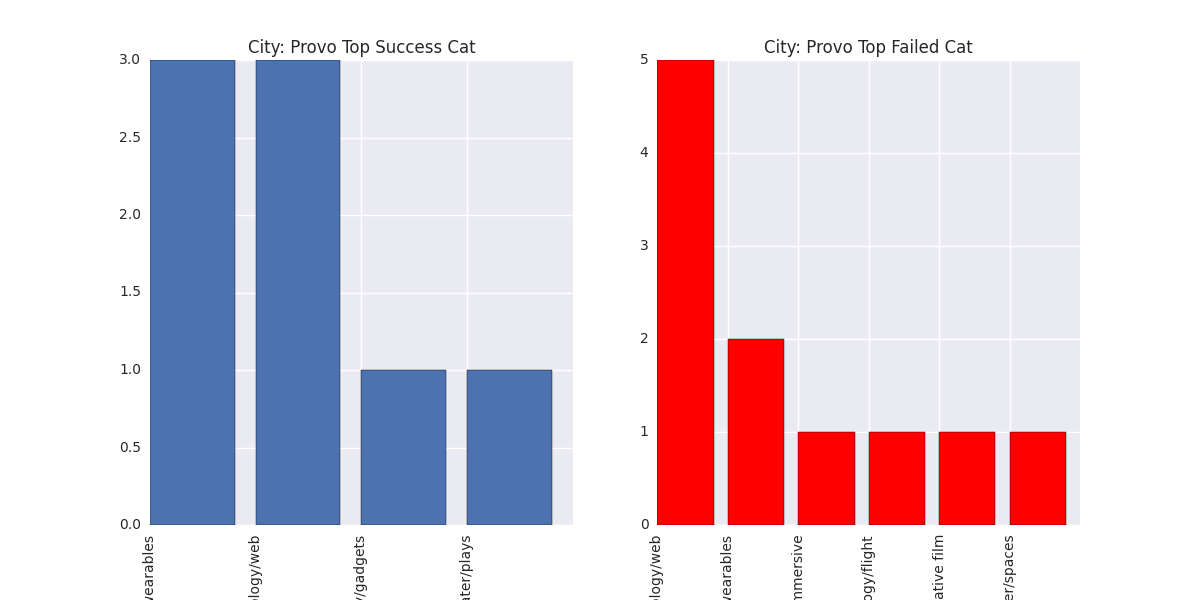 City: Provo Top Success Cat
3.0
2.5
2.0
1.5
1.0
0.5
0.0
wearables
ology/web
y/gadgets
ater/plays
City: Provo Top Failed Cat
5
4
3
2
1
0
ology/web
wearables
mmersive
ogy/flight
ative film
er/spaces